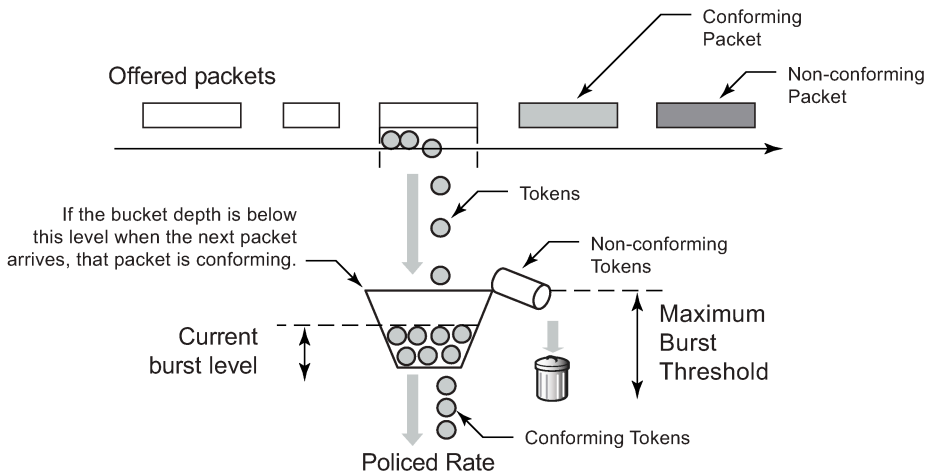 Conforming
Packet
Offered packets
Non-conforming
Packet
Tokens
If the bucket depth is below
this level when the next packet
arrives, that packet is conforming.
Non-conforming
Tokens
Maximum
Burst
Threshold
Current
burst level
Conforming Tokens
Policed Rate